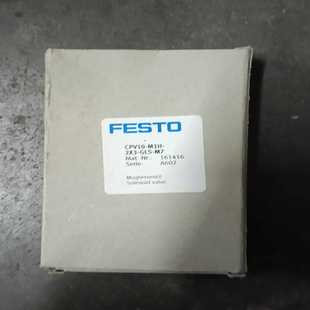 FESTO
CPV10-M1H-
2X3-GLS-M7
Mat. Nr.: 161416
Serie: A602
Magnetventil
Solenoid valve